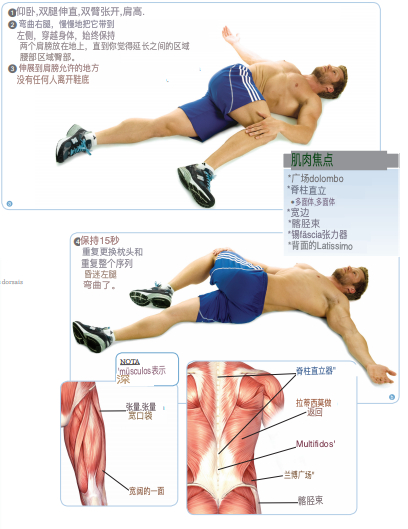 1 仰卧,双腿伸直,双臂张开,肩高.
2 弯曲右腿，慢慢地把它带到
左侧，穿越身体，始终保持
两个肩膀放在地上，直到你觉得延长之间的区域
腰部区域臀部。
3 伸展到肩膀允许的地方
没有任何人离开鞋底
肌肉焦点
*广场dolombo
*脊柱直立
*多直体,多直体
*宽边
*髂胫束
*锡fáscia张力器
*背面的Latissimo
4 保持15秒
重复更换枕头和
重复整个序列
昏迷左腿
弯曲了。
dorsais
NOTA
'músculos表示
深
张量,张量
宽口袋
宽阔的一面
脊柱直立器"
拉蒂西莫做
返回
Multifidos'
兰博广场*
髂胫束